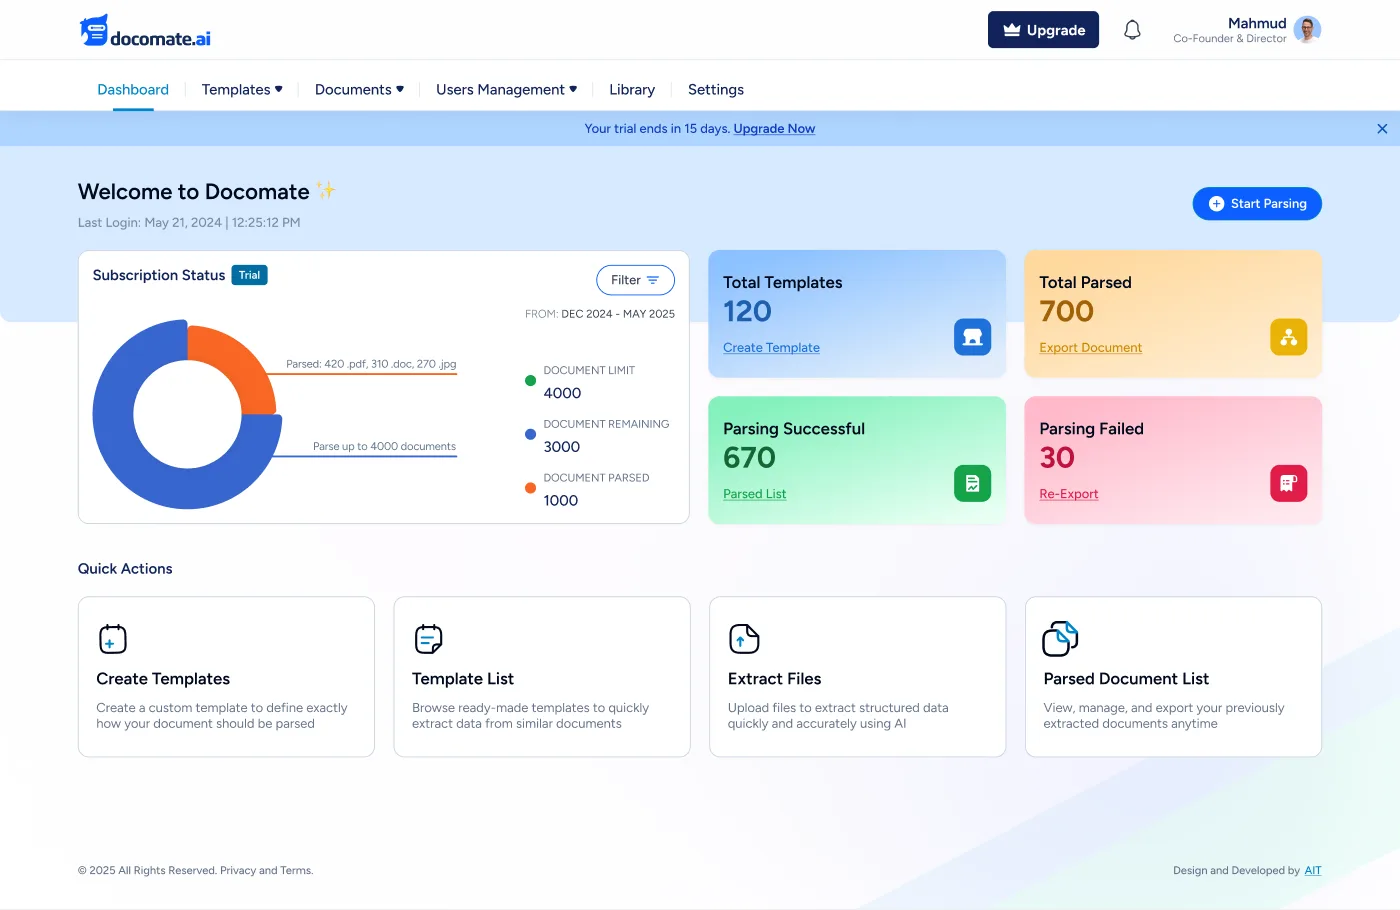 docomate.ai
Upgrade
Mahmud
Co-Founder & Director
Dashboard
Templates
Documents
Users Management
Library
Settings
Your trial ends in 15 days. Upgrade Now
Welcome to Docomate
Last Login: May 21, 2024 | 12:25:12 PM
Start Parsing
Subscription Status Trial
Filter
FROM: DEC 2024 - MAY 2025
Parsed: 420 .pdf, 310 .doc, 270 .jpg
Parse up to 4000 documents
DOCUMENT LIMIT
4000
DOCUMENT REMAINING
3000
DOCUMENT PARSED
1000
Total Templates
120
Create Template
Total Parsed
700
Export Document
Parsing Successful
670
Parsed List
Parsing Failed
30
Re-Export
Quick Actions
Create Templates
Create a custom template to define exactly
how your document should be parsed
Template List
Browse ready-made templates to quickly
extract data from similar documents
Extract Files
Upload files to extract structured data
quickly and accurately using AI
Parsed Document List
View, manage, and export your previously
extracted documents anytime
© 2025 All Rights Reserved. Privacy and Terms.
Design and Developed by AIT